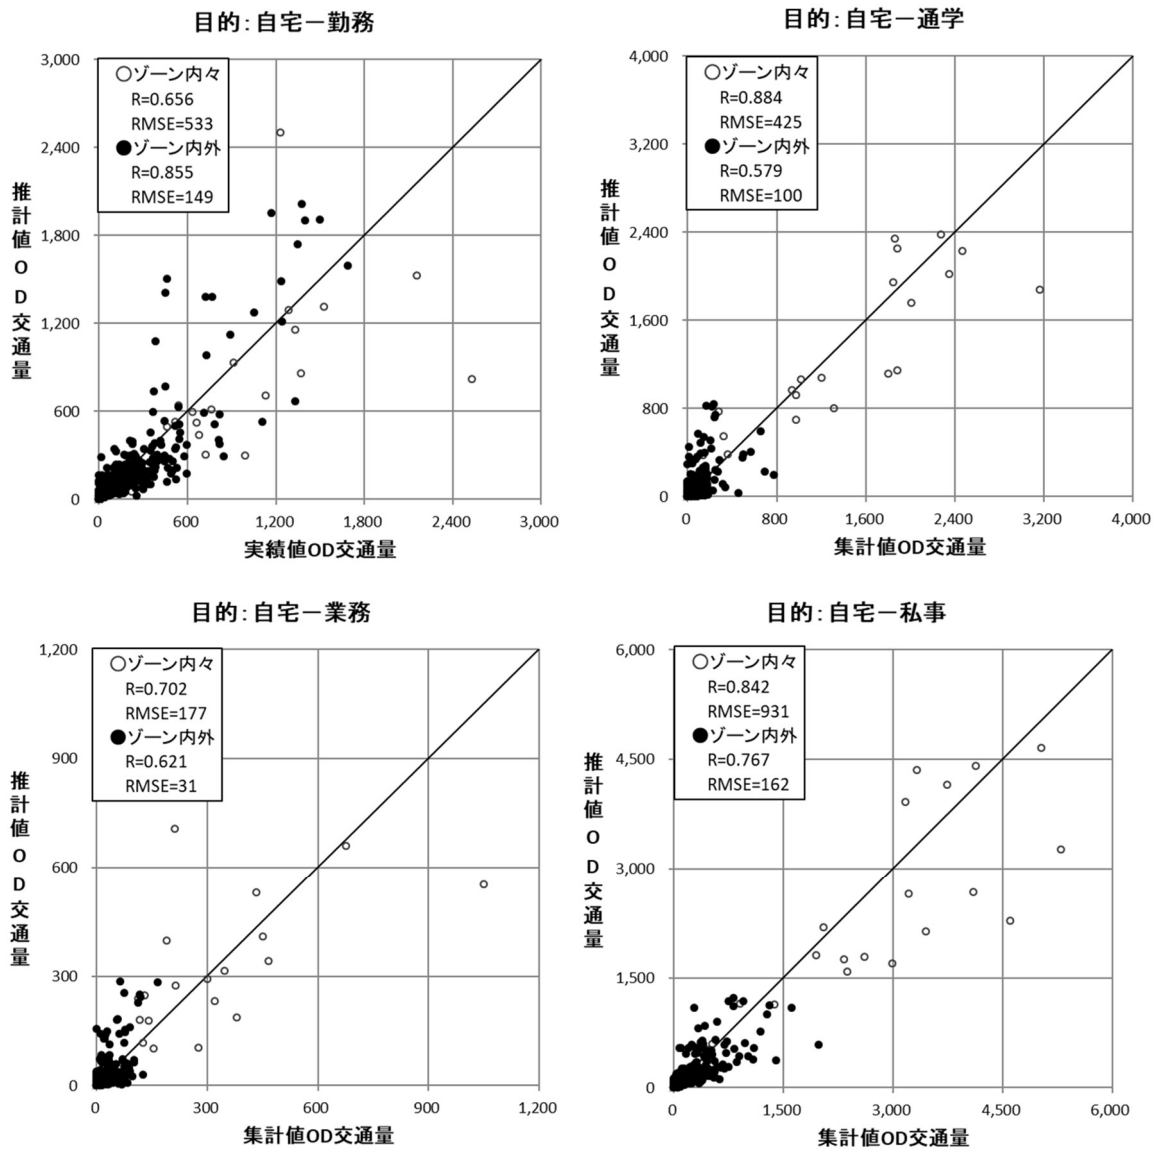 目的：自宅－勤務
3,000
2,400
1,800
1,200
600
0
推計値OD交通量
○ゾーン内々
R=0.656
RMSE=533
●ゾーン内外
R=0.855
RMSE=149
0 600 1,200 1,800 2,400 3,000
実績値OD交通量
目的：自宅－通学
4,000
3,200
2,400
1,600
800
0
推計値OD交通量
○ゾーン内々
R=0.884
RMSE=425
●ゾーン内外
R=0.579
RMSE=100
0 800 1,600 2,400 3,200 4,000
集計値OD交通量
目的：自宅－業務
1,200
900
600
300
0
推計値OD交通量
○ゾーン内々
R=0.702
RMSE=177
●ゾーン内外
R=0.621
RMSE=31
0 300 600 900 1,200
集計値OD交通量
目的：自宅－私事
6,000
4,500
3,000
1,500
0
推計値OD交通量
○ゾーン内々
R=0.842
RMSE=931
●ゾーン内外
R=0.767
RMSE=162
0 1,500 3,000 4,500 6,000
集計値OD交通量